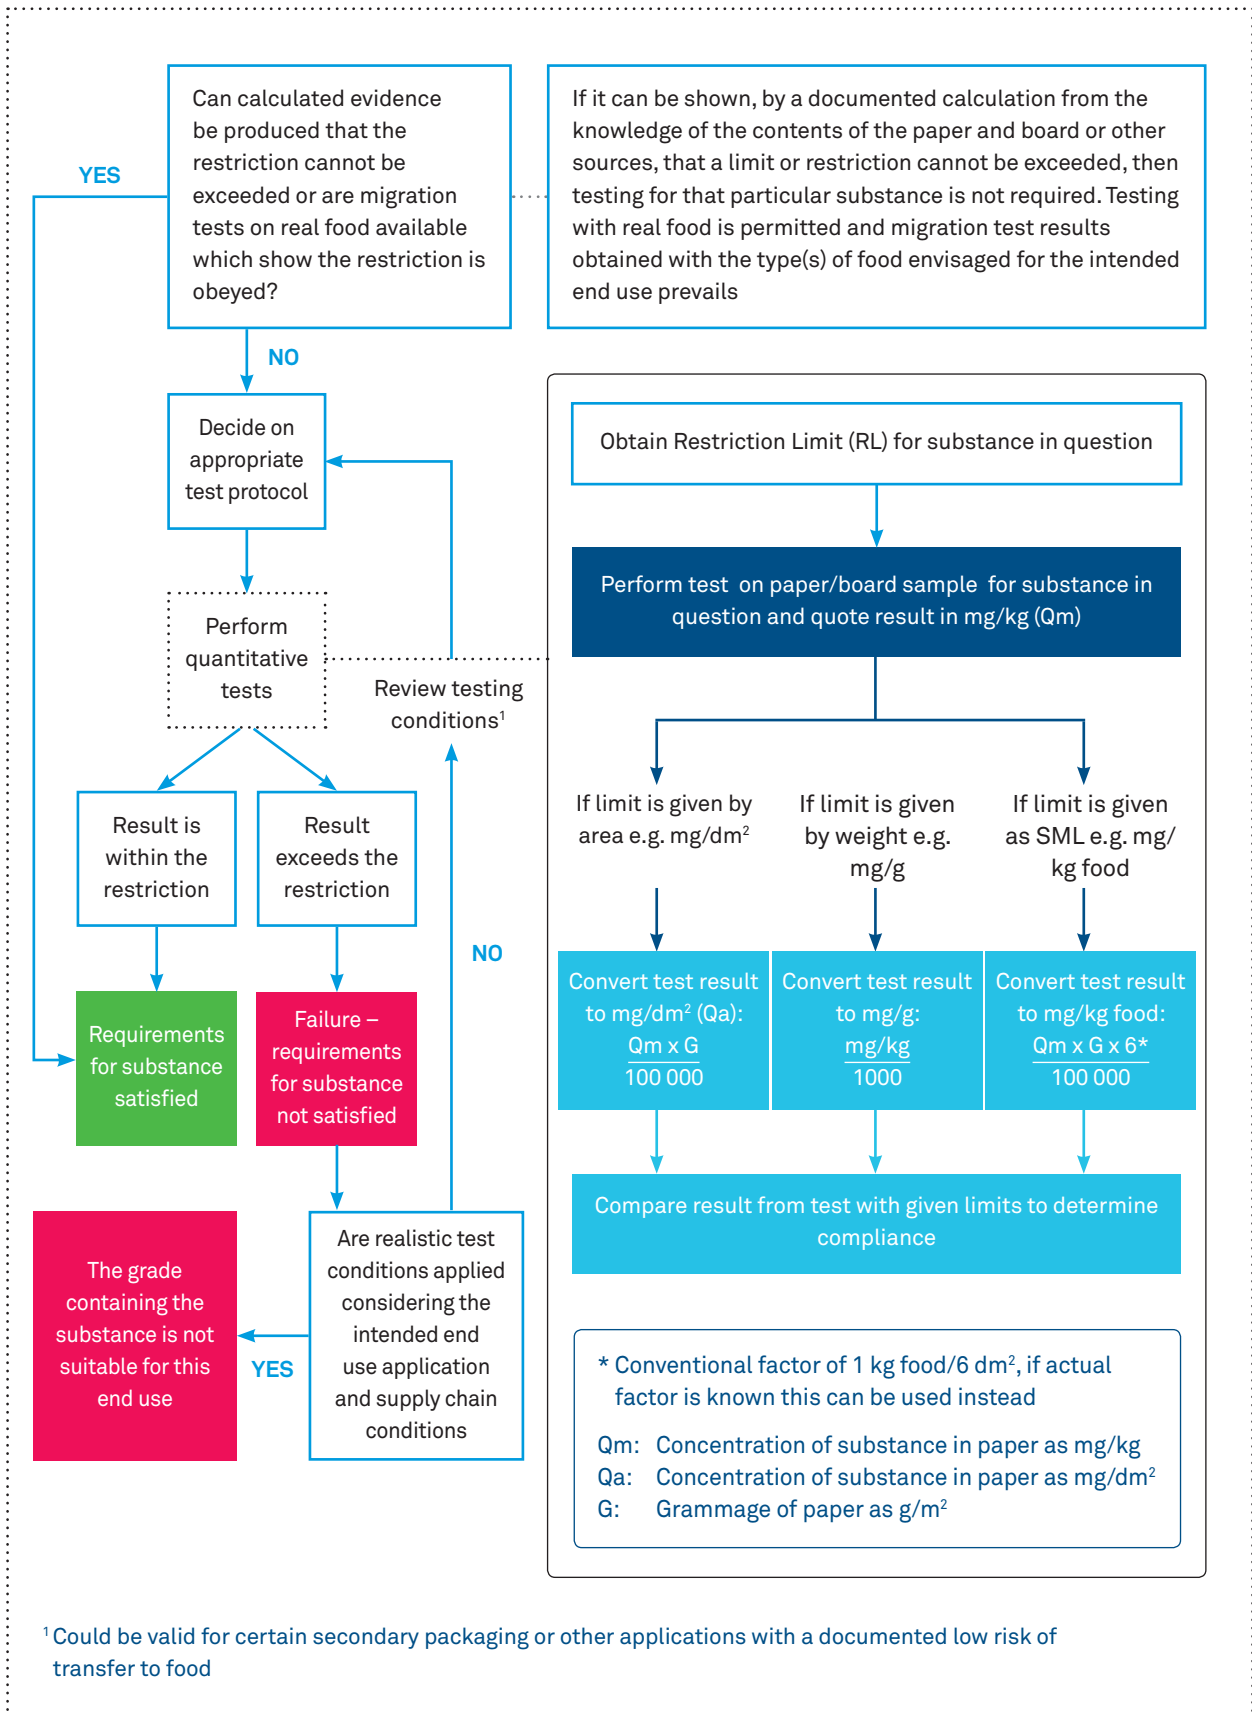 Can calculated evidence
be produced that the
restriction cannot be
exceeded or are migration
tests on real food available
which show the restriction is
obeyed?
If it can be shown, by a documented calculation from the
knowledge of the contents of the paper and board or other
sources, that a limit or restriction cannot be exceeded, then
testing for that particular substance is not required. Testing
with real food is permitted and migration test results
obtained with the type(s) of food envisaged for the intended
end use prevails
YES
NO
Decide on
appropriate
test protocol
Perform
quantitative
tests
Review testing
conditions¹
Result is
within the
restriction
Result
exceeds the
restriction
NO
Requirements
for substance
satisfied
Failure –
requirements
for substance
not satisfied
The grade
containing the
substance is not
suitable for this
end use
YES
Are realistic test
conditions applied
considering the
intended end
use application
and supply chain
conditions
Obtain Restriction Limit (RL) for substance in question
Perform test on paper/board sample for substance in
question and quote result in mg/kg (Qm)
If limit is given by
area e.g. mg/dm²
If limit is given
by weight e.g.
mg/g
If limit is given
as SML e.g. mg/
kg food
Convert test result
to mg/dm² (Qa):
Qm x G
100 000
Convert test result
to mg/g:
mg/kg
1000
Convert test result
to mg/kg food:
Qm x G x 6*
100 000
Compare result from test with given limits to determine
compliance
* Conventional factor of 1 kg food/6 dm², if actual
factor is known this can be used instead
Qm: Concentration of substance in paper as mg/kg
Qa: Concentration of substance in paper as mg/dm²
G: Grammage of paper as g/m²
¹ Could be valid for certain secondary packaging or other applications with a documented low risk of
transfer to food